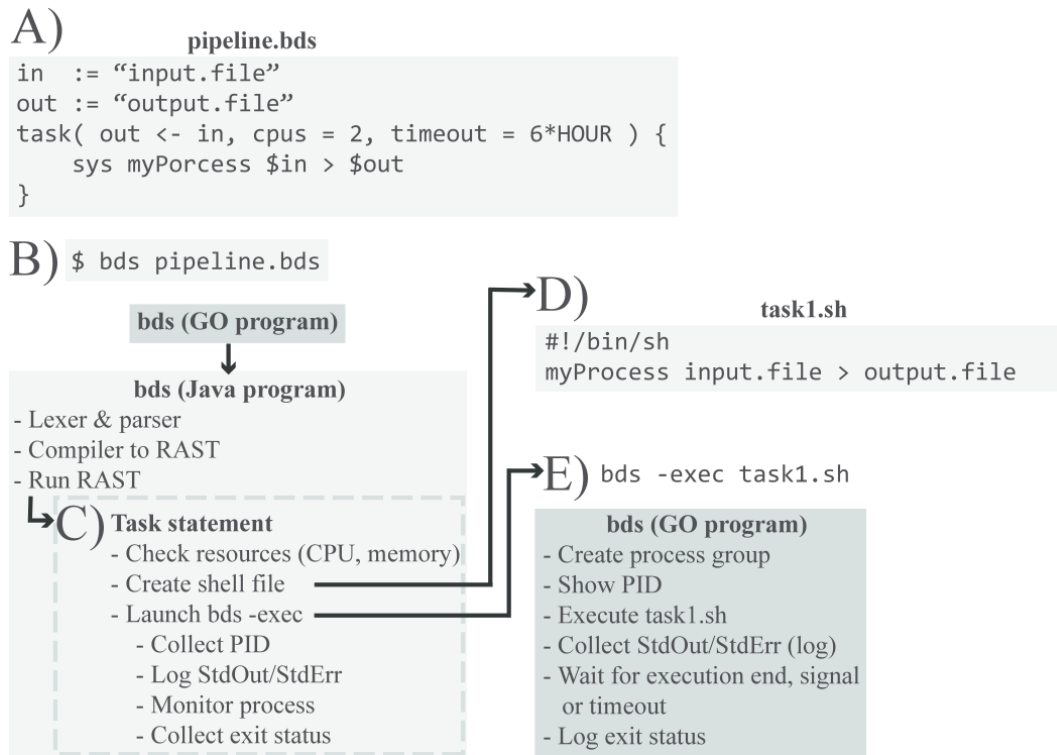 A)
pipeline.bds
in  := “input.file”
out := “output.file”
task( out <- in, cpus = 2, timeout = 6*HOUR ) {
    sys myPorcess $in > $out
}
B) $ bds pipeline.bds
bds (GO program)
bds (Java program)
- Lexer & parser
- Compiler to RAST
- Run RAST
C) Task statement
- Check resources (CPU, memory)
- Create shell file
- Launch bds -exec
- Collect PID
- Log StdOut/StdErr
- Monitor process
- Collect exit status
D)
task1.sh
#!/bin/sh
myProcess input.file > output.file
E) bds -exec task1.sh
bds (GO program)
- Create process group
- Show PID
- Execute task1.sh
- Collect StdOut/StdErr (log)
- Wait for execution end, signal
or timeout
- Log exit status